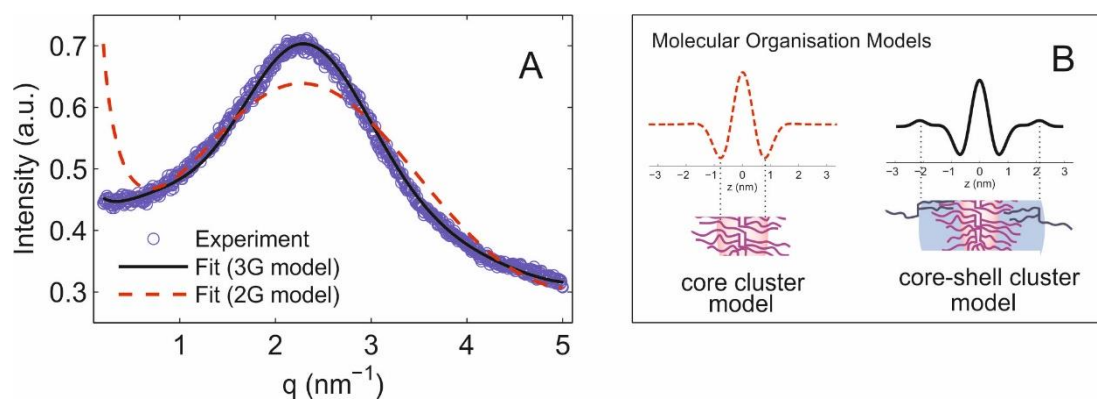 A
0.7
0.6
0.5
0.4
0.3
Intensity (a.u.)
Experiment
Fit (3G model)
Fit (2G model)
1 2 3 4 5
q (nm⁻¹)
B
Molecular Organisation Models
−3 −2 −1 0 1 2 3
z (nm)
core cluster
model
−3 −2 −1 0 1 2 3
z (nm)
core-shell cluster
model